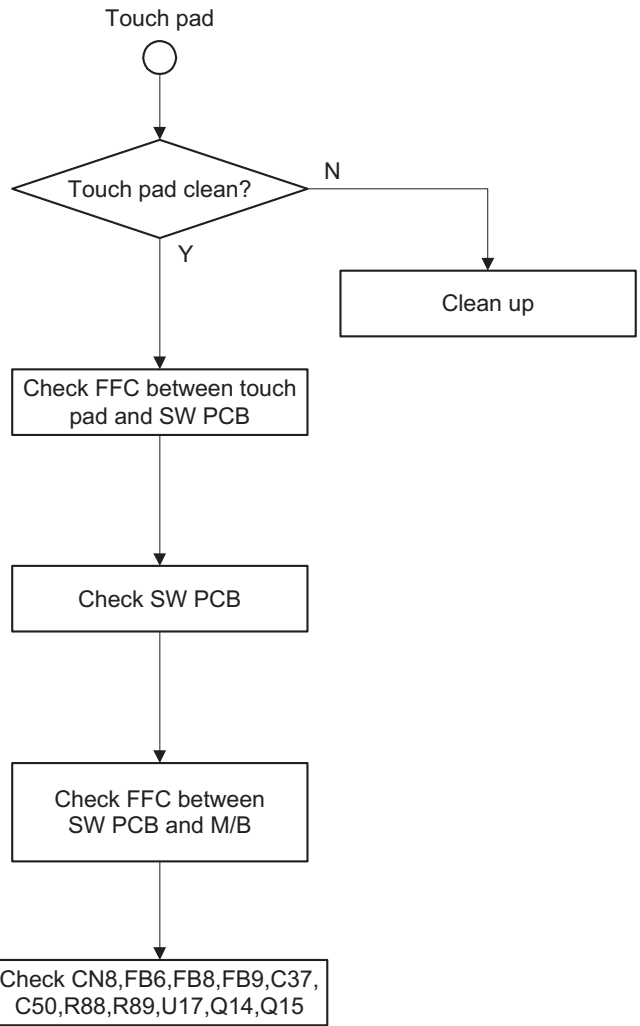 Touch pad
Touch pad clean?
N
Y
Clean up
Check FFC between touch
pad and SW PCB
Check SW PCB
Check FFC between
SW PCB and M/B
Check CN8,FB6,FB8,FB9,C37,
C50,R88,R89,U17,Q14,Q15